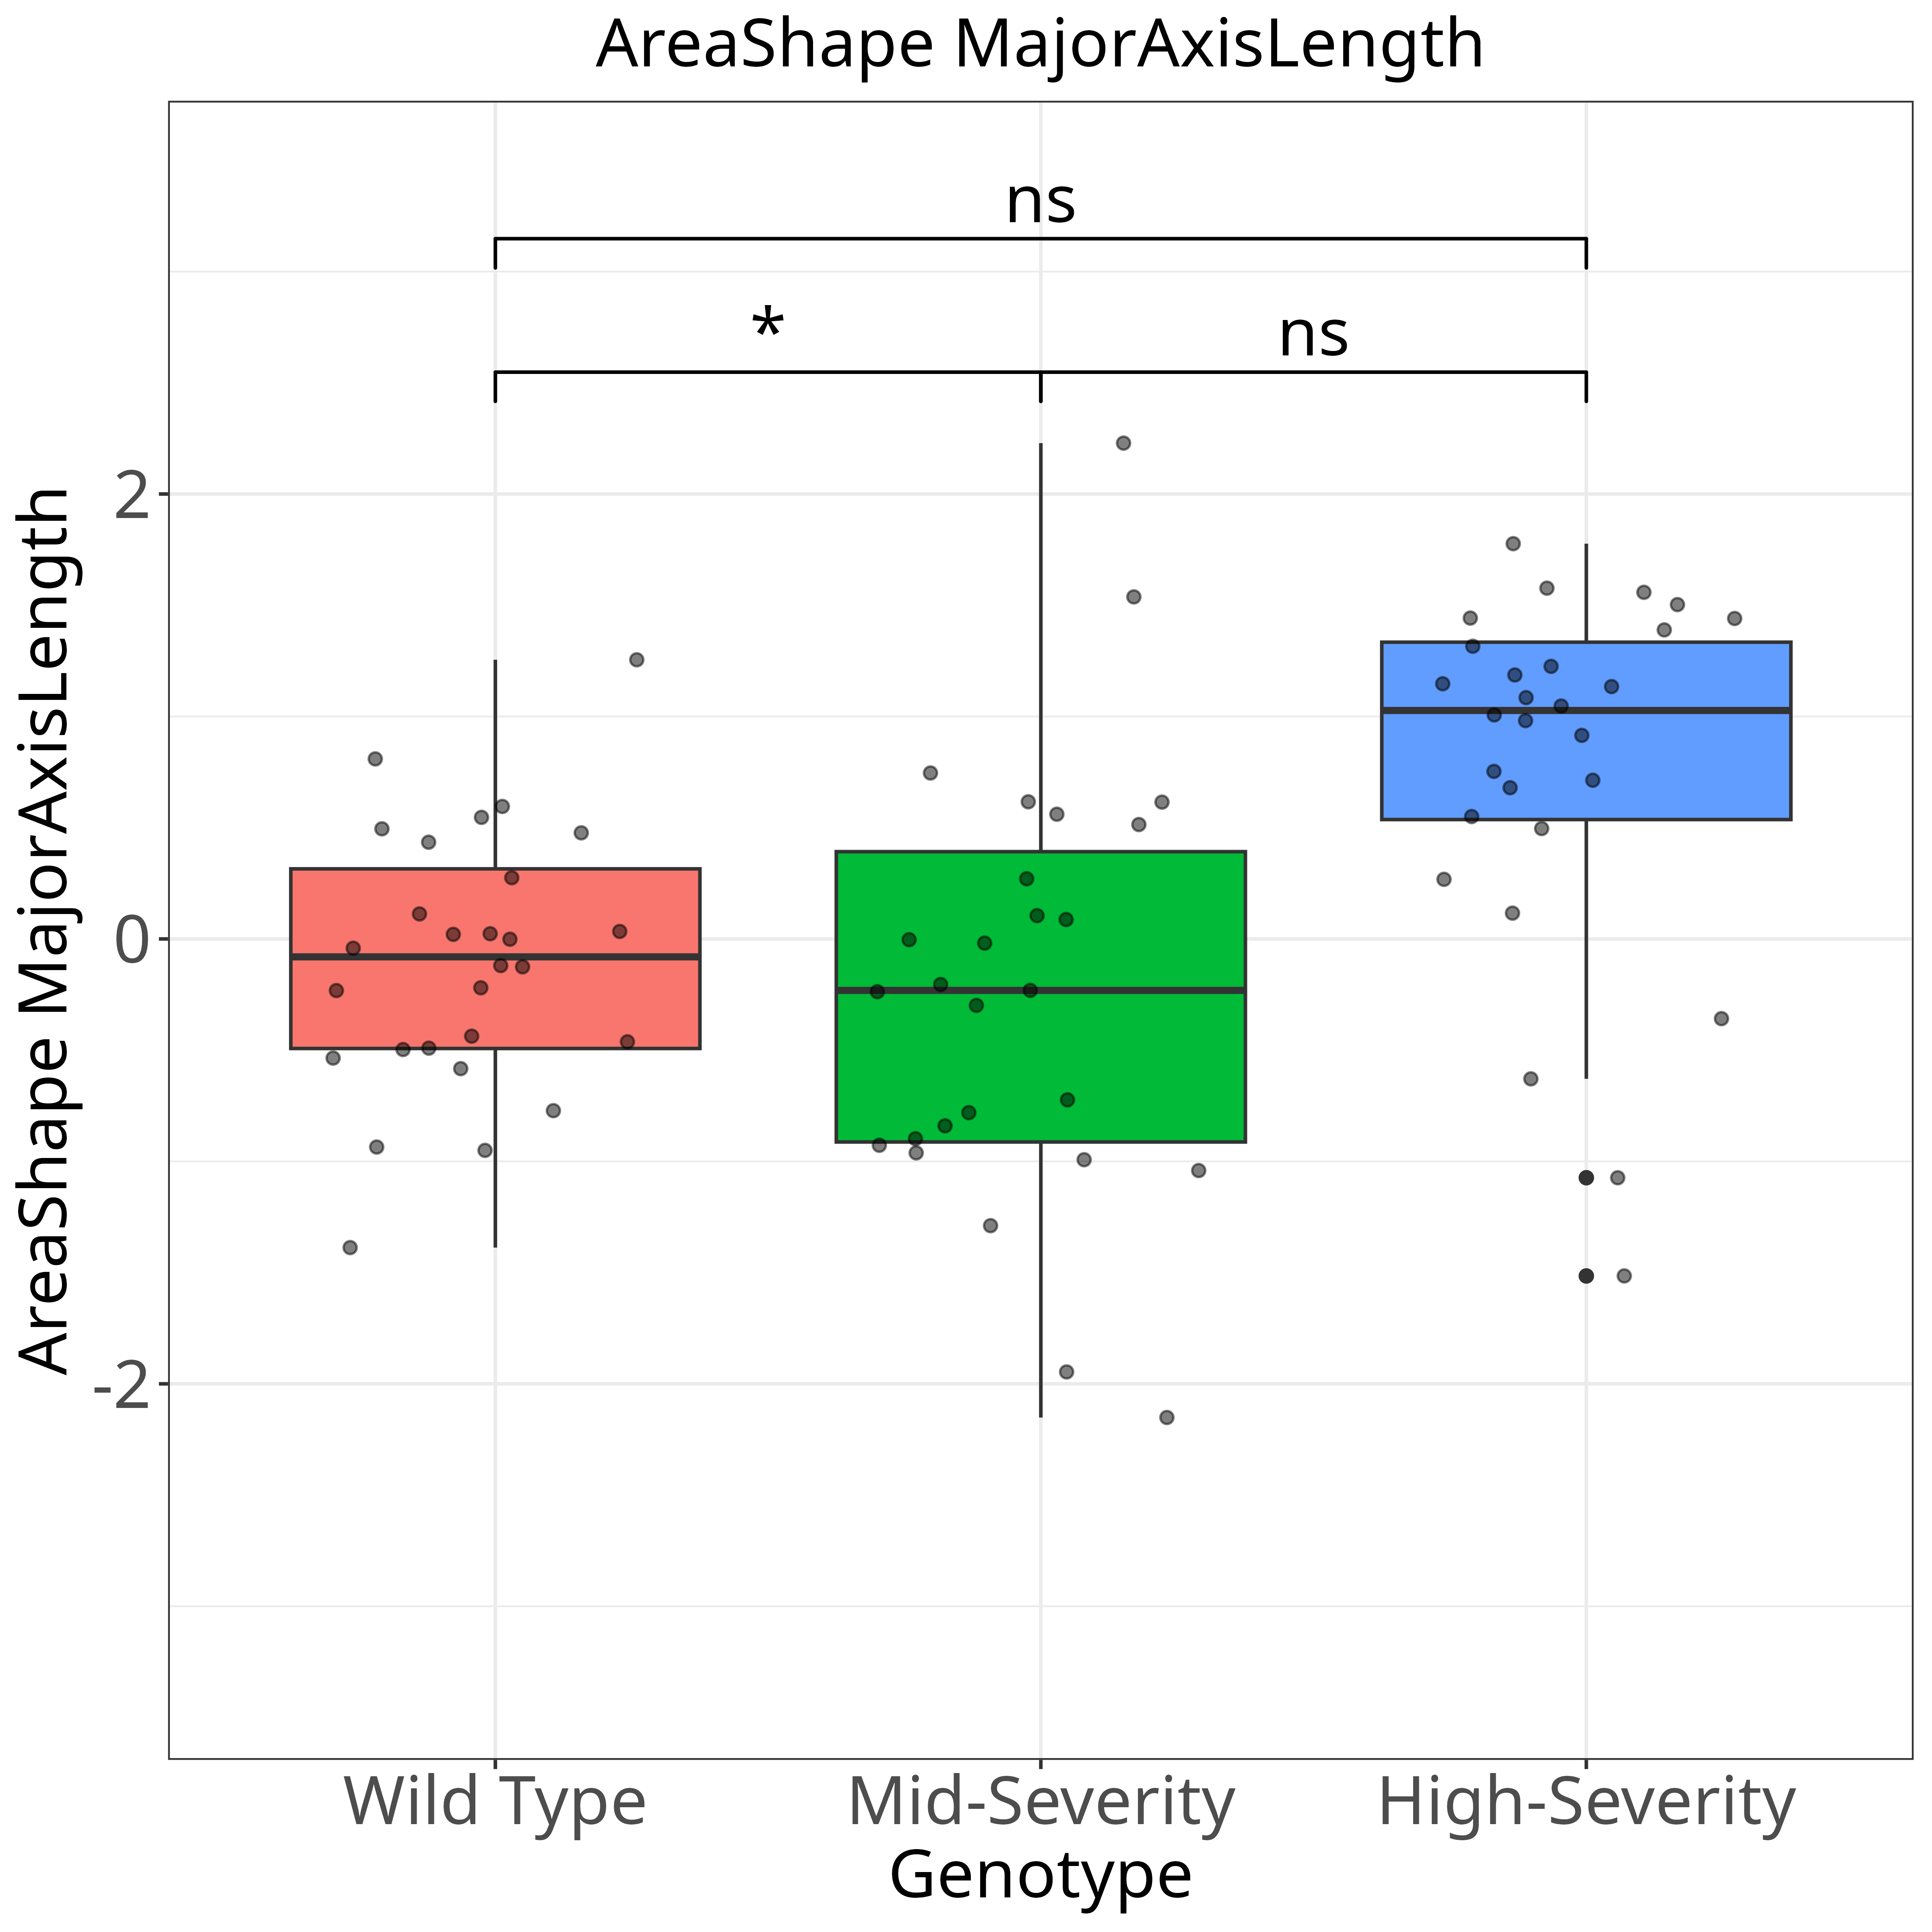 AreaShape MajorAxisLength
ns
*
ns
AreaShape MajorAxisLength
2
0
-2
Wild Type
Mid-Severity
High-Severity
Genotype